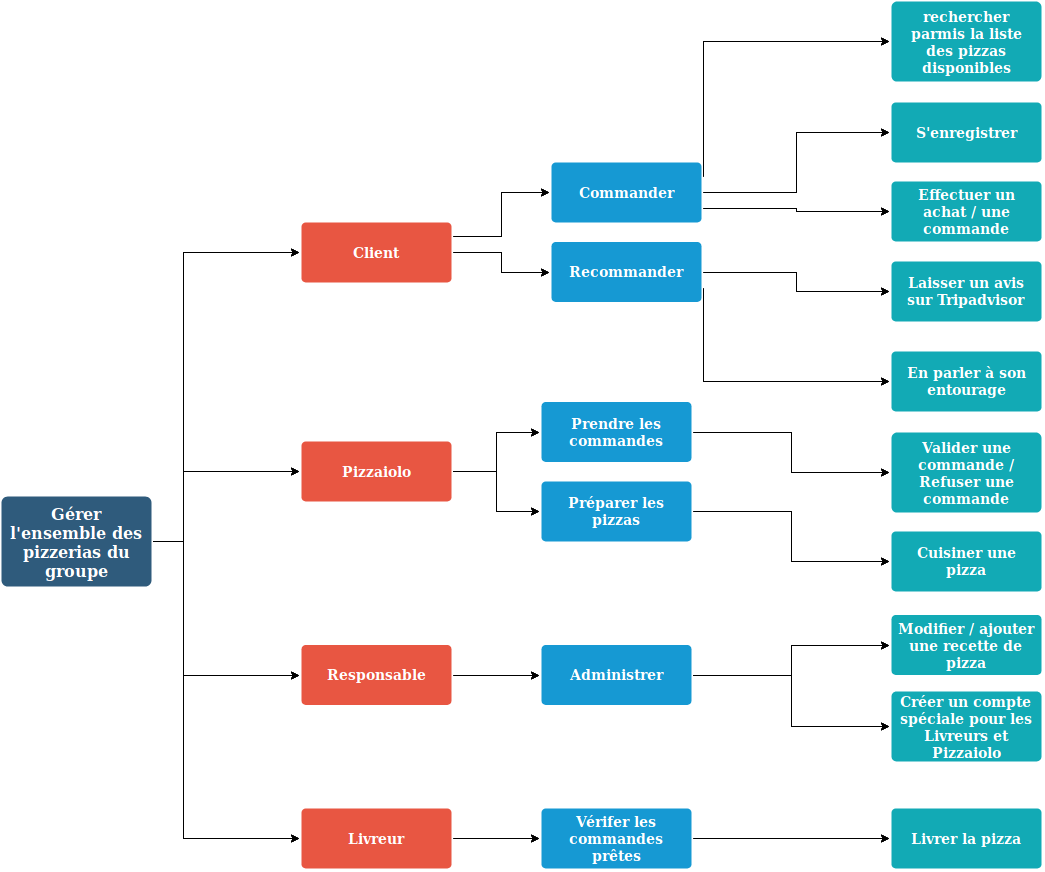 rechercher
parmis la liste
des pizzas
disponibles
S'enregistrer
Commander
Effectuer un
achat / une
commande
Client
Recommander
Laisser un avis
sur Tripadvisor
En parler à son
entourage
Prendre les
commandes
Valider une
commande /
Refuser une
commande
Pizzaiolo
Préparer les
pizzas
Gérer
l'ensemble des
pizzerias du
groupe
Cuisiner une
pizza
Modifier / ajouter
une recette de
pizza
Responsable
Administrer
Créer un compte
spéciale pour les
Livreurs et
Pizzaiolo
Livreur
Vérifer les
commandes
prêtes
Livrer la pizza